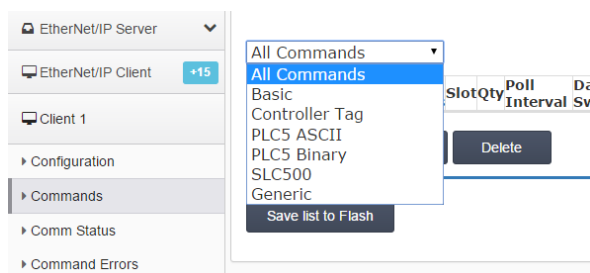 EtherNet/IP Server
EtherNet/IP Client +15
Client 1
Configuration
Commands
Comm Status
Command Errors
All Commands
All Commands
Basic
Controller Tag
PLC5 ASCII
PLC5 Binary
SLC500
Generic
Slot Qty Poll Interval
Delete
Save list to Flash